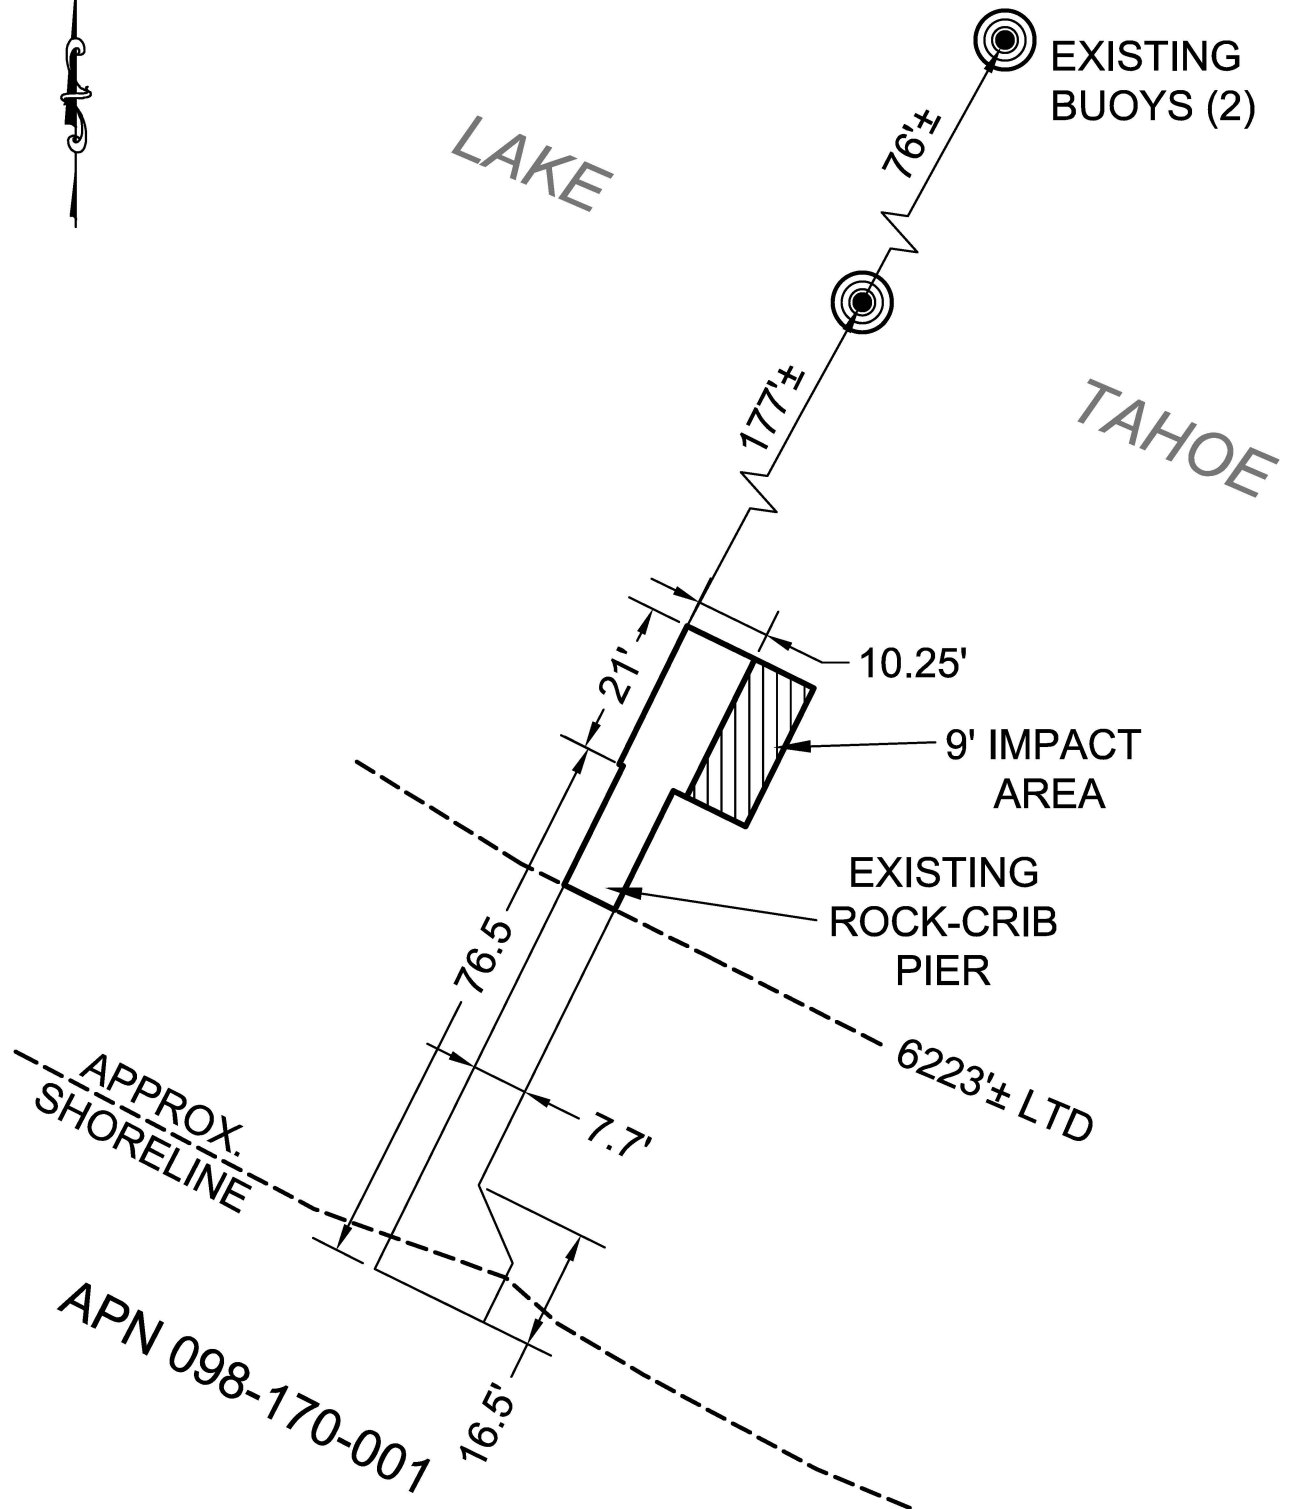 EXISTING
BUOYS (2)
76'±
LAKE
177'±
TAHOE
10.25'
21'
9' IMPACT
AREA
EXISTING
ROCK-CRIB
PIER
76.5
6223'± LTD
APPROX.
SHORELINE
7.7'
APN 098-170-001
16.5'